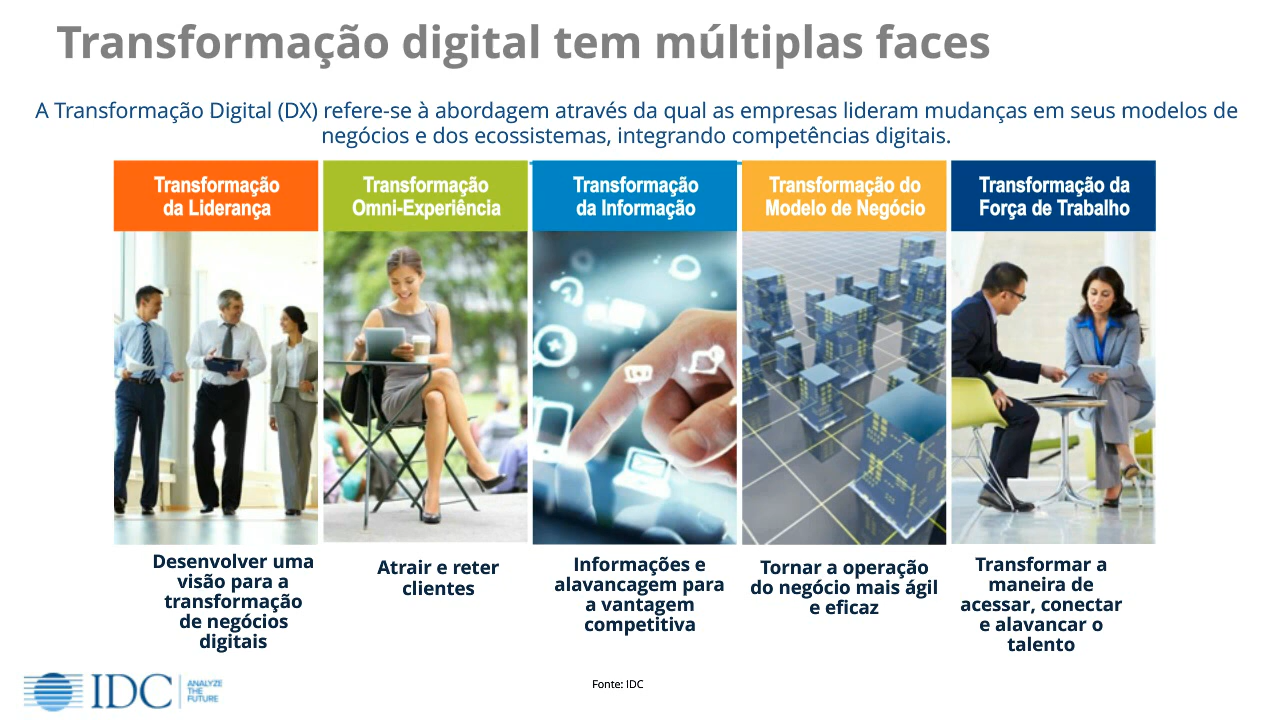 Transformação digital tem múltiplas faces
A Transformação Digital (DX) refere-se à abordagem através da qual as empresas lideram mudanças em seus modelos de
negócios e dos ecossistemas, integrando competências digitais.
Transformação
da Liderança
Transformação
Omni-Experiência
Transformação
da Informação
Transformação do
Modelo de Negócio
Transformação da
Força de Trabalho
Desenvolver uma
visão para a
transformação
de negócios
digitais
Atrair e reter
clientes
Informações e
alavancagem para
a vantagem
competitiva
Tornar a operação
do negócio mais ágil
e eficaz
Transformar a
maneira de
acessar, conectar
e alavancar o
talento
IDC
ANALYZE
THE
FUTURE
Fonte: IDC